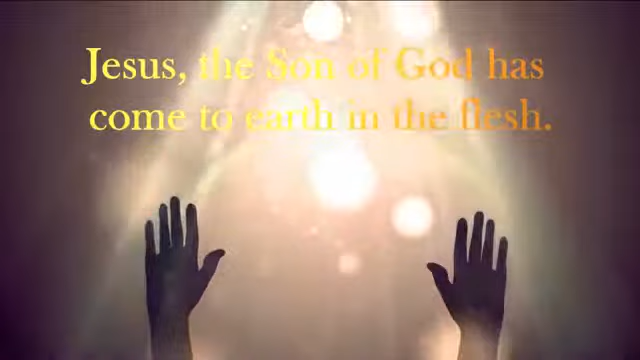 Jesus, the Son of God has
come to earth in the flesh.